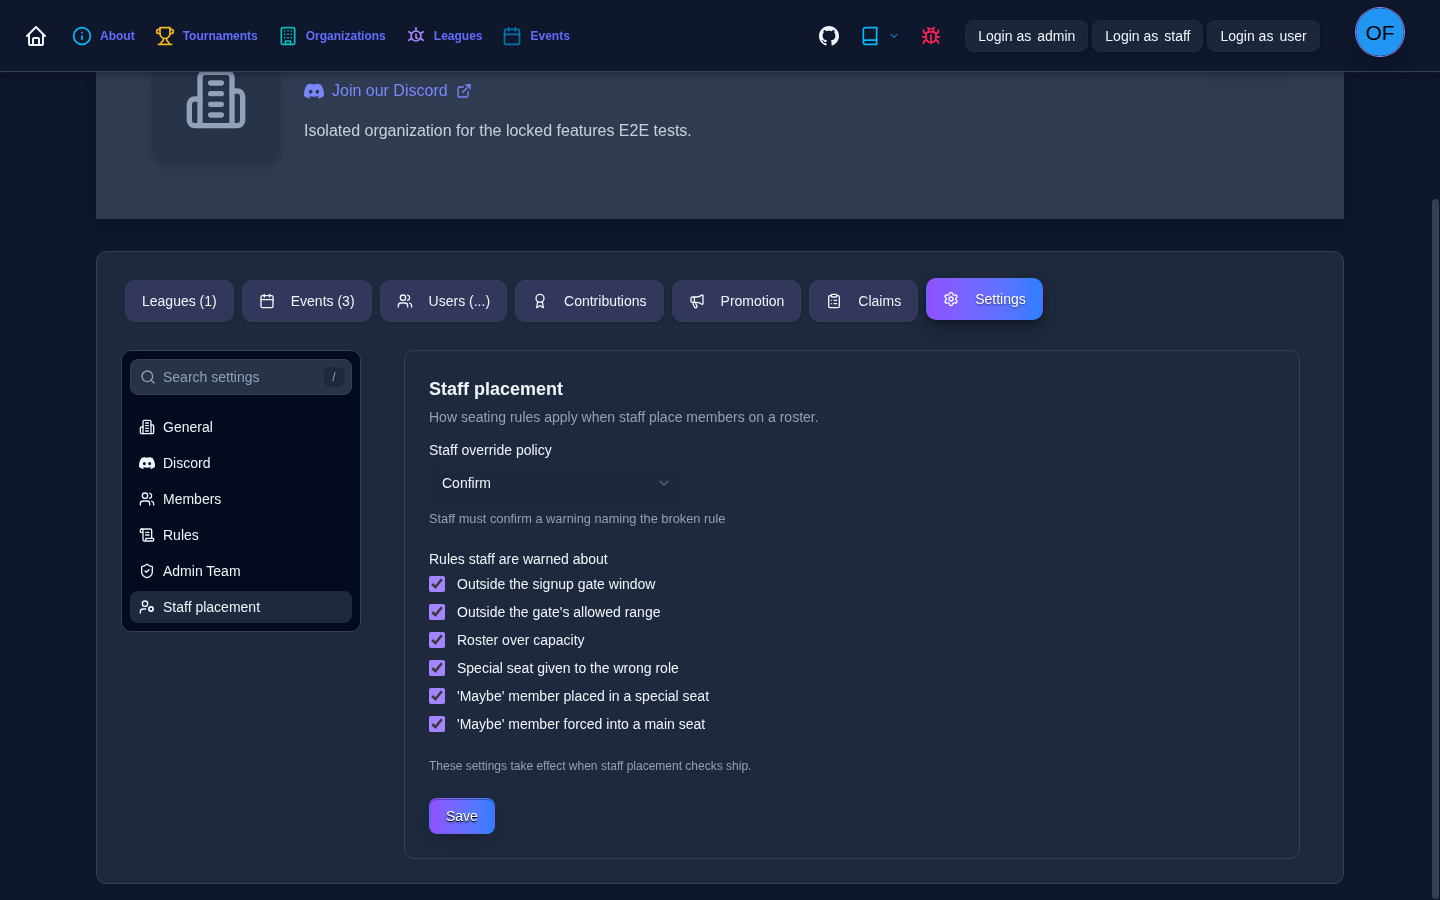 About
Tournaments
Organizations
Leagues
Events
Login as admin
Login as staff
Login as user
OF
Join our Discord
Isolated organization for the locked features E2E tests.
Leagues (1)
Events (3)
Users (...)
Contributions
Promotion
Claims
Settings
Search settings
/
General
Discord
Members
Rules
Admin Team
Staff placement
Staff placement
How seating rules apply when staff place members on a roster.
Staff override policy
Confirm
Staff must confirm a warning naming the broken rule
Rules staff are warned about
Outside the signup gate window
Outside the gate's allowed range
Roster over capacity
Special seat given to the wrong role
'Maybe' member placed in a special seat
'Maybe' member forced into a main seat
These settings take effect when staff placement checks ship.
Save